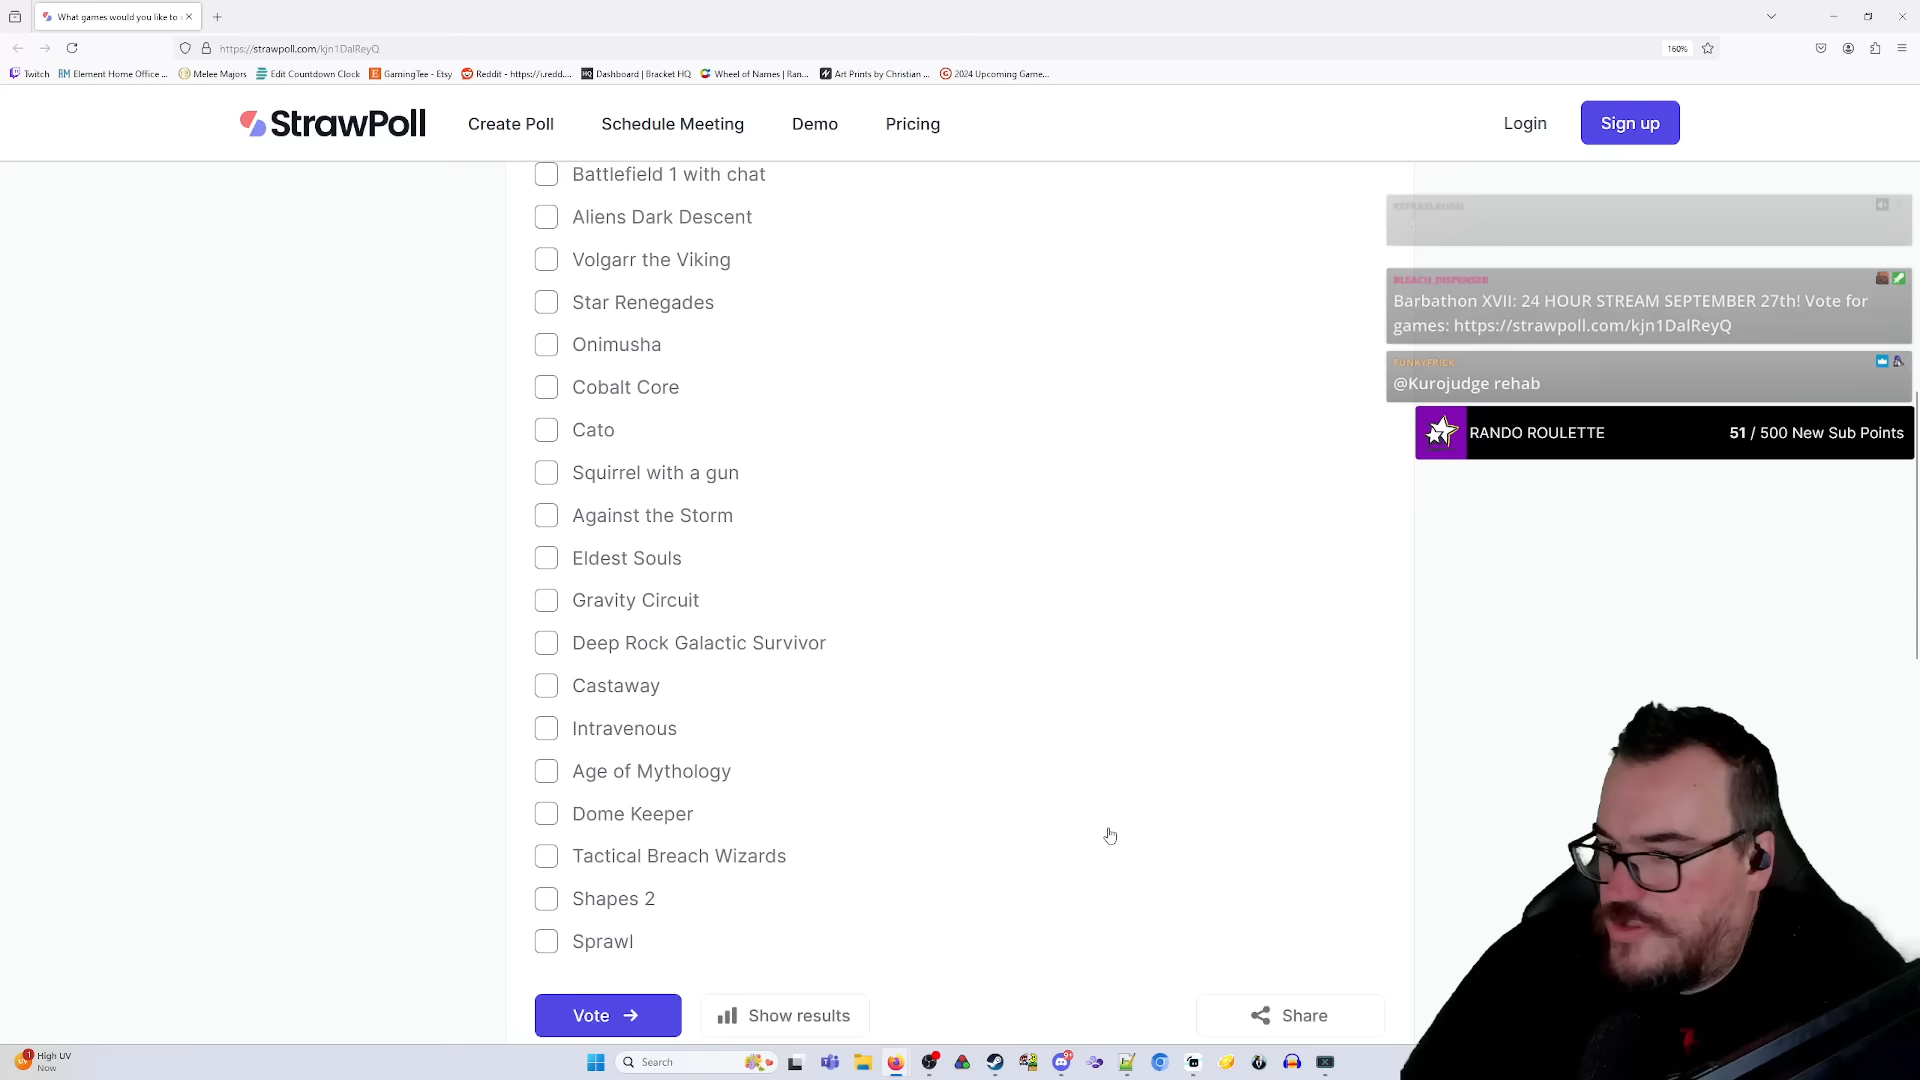 What games would you like to
https://strawpoll.com/kjn1DalReyQ
160%
Twitch
Element Home Office ...
Melee Majors
Edit Countdown Clock
GamingTee - Etsy
Reddit - https://i.redd....
Dashboard | Bracket HQ
Wheel of Names | Ran...
Art Prints by Christian ...
2024 Upcoming Game...
StrawPoll
Create Poll
Schedule Meeting
Demo
Pricing
Login
Sign up
Battlefield 1 with chat
Aliens Dark Descent
Volgarr the Viking
Star Renegades
Onimusha
Cobalt Core
Cato
Squirrel with a gun
Against the Storm
Eldest Souls
Gravity Circuit
Deep Rock Galactic Survivor
Castaway
Intravenous
Age of Mythology
Dome Keeper
Tactical Breach Wizards
Shapes 2
Sprawl
Vote
Show results
Share
BLEACH_DISPENSER
Barbathon XVII: 24 HOUR STREAM SEPTEMBER 27th! Vote for
games: https://strawpoll.com/kjn1DalReyQ
FUNKYFRICK
@Kurojudge rehab
RANDO ROULETTE
51 / 500 New Sub Points
High UV
Now
Search